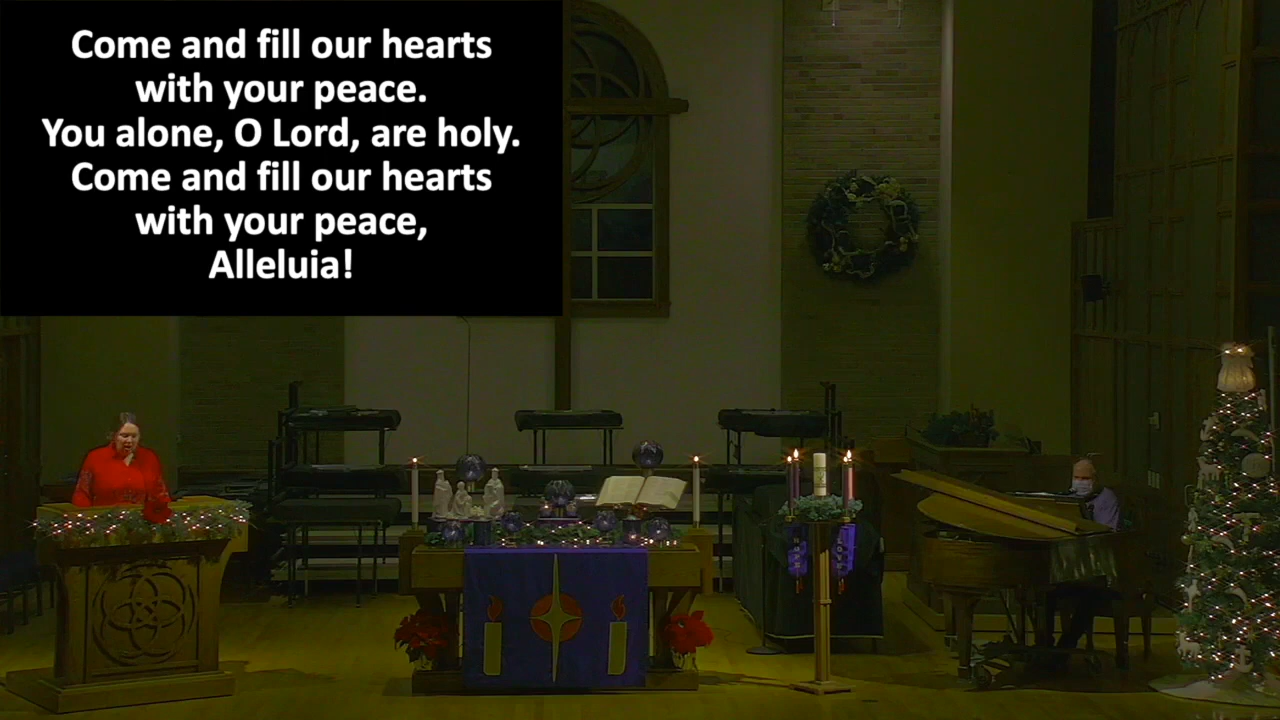 Come and fill our hearts
with your peace.
You alone, O Lord, are holy.
Come and fill our hearts
with your peace,
Alleluia!